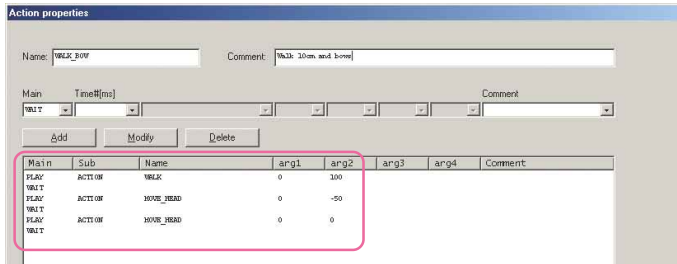 Action properties
Name: WALK_BOW Comment: Walk 10cm and bows
Main Time#[ms] Comment
WAIT
Add Modify Delete
Main Sub Name arg1 arg2 arg3 arg4 Comment
PLAY ACTION WALK 0 100
WAIT
PLAY ACTION MOVE_HEAD 0 -50
WAIT
PLAY ACTION MOVE_HEAD 0 0
WAIT